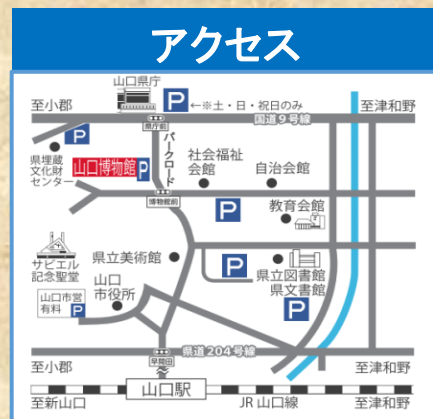 アクセス
山口県庁
P
←※土・日・祝日のみ
至小郡
至津和野
国道9号線
県庁前
P
パークロード
県埋蔵
文化財
センター
山口博物館
P
社会福祉
会館
自治会館
博物館前
P
教育会館
サビエル
記念聖堂
県立美術館
P
県立図書館
県文書館
P
山口
市役所
山口市営
有料
P
県道204号線
至小郡
早間田
至津和野
至新山口
山口駅
JR 山口線
至津和野